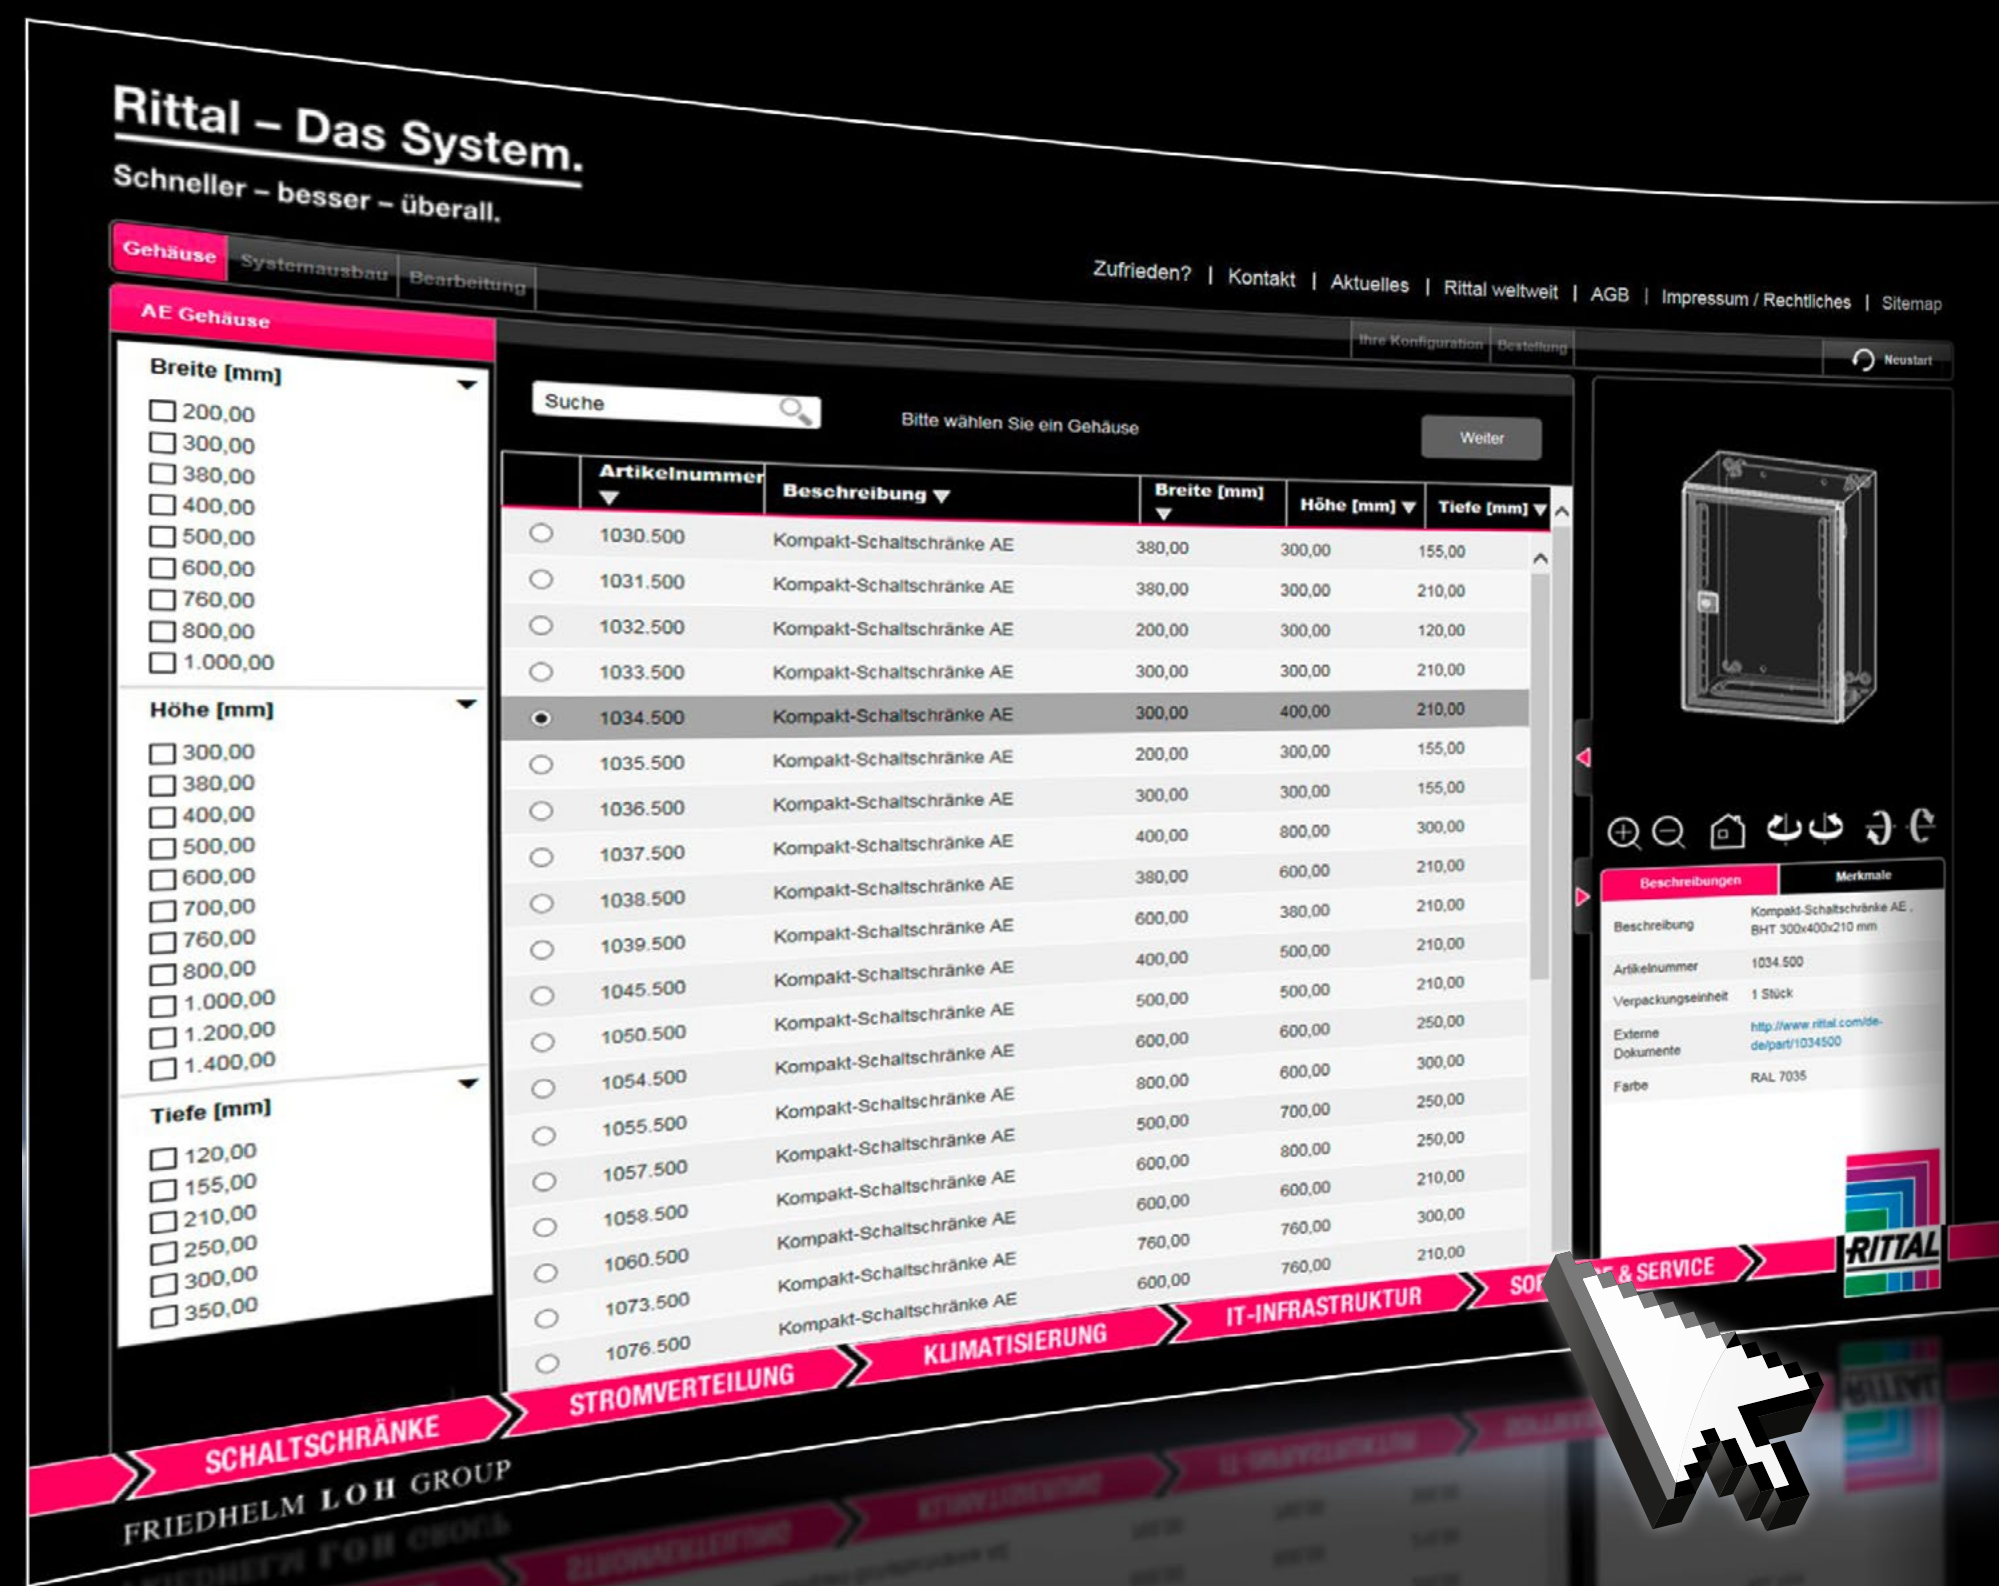 Rittal – Das System.
Schneller – besser – überall.
Zufrieden? | Kontakt | Aktuelles | Rittal weltweit | AGB | Impressum / Rechtliches | Sitemap
Gehäuse Systemausbau Bearbeitung
Ihre Konfiguration Bestellung
Neustart
AE Gehäuse
Breite [mm]
200,00
300,00
380,00
400,00
500,00
600,00
760,00
800,00
1.000,00
Höhe [mm]
300,00
380,00
400,00
500,00
600,00
700,00
760,00
800,00
1.000,00
1.200,00
1.400,00
Tiefe [mm]
120,00
155,00
210,00
250,00
300,00
350,00
Suche
Bitte wählen Sie ein Gehäuse
Weiter
Artikelnummer Beschreibung Breite [mm] Höhe [mm] Tiefe [mm]
1030.500 Kompakt-Schaltschränke AE 380,00 300,00 155,00
1031.500 Kompakt-Schaltschränke AE 380,00 300,00 210,00
1032.500 Kompakt-Schaltschränke AE 200,00 300,00 120,00
1033.500 Kompakt-Schaltschränke AE 300,00 300,00 210,00
1034.500 Kompakt-Schaltschränke AE 300,00 400,00 210,00
1035.500 Kompakt-Schaltschränke AE 200,00 300,00 155,00
1036.500 Kompakt-Schaltschränke AE 300,00 300,00 155,00
1037.500 Kompakt-Schaltschränke AE 400,00 800,00 300,00
1038.500 Kompakt-Schaltschränke AE 380,00 600,00 210,00
1039.500 Kompakt-Schaltschränke AE 600,00 380,00 210,00
1045.500 Kompakt-Schaltschränke AE 400,00 500,00 210,00
1050.500 Kompakt-Schaltschränke AE 500,00 500,00 210,00
1054.500 Kompakt-Schaltschränke AE 600,00 600,00 250,00
1055.500 Kompakt-Schaltschränke AE 800,00 600,00 300,00
1057.500 Kompakt-Schaltschränke AE 500,00 700,00 250,00
1058.500 Kompakt-Schaltschränke AE 600,00 800,00 250,00
1060.500 Kompakt-Schaltschränke AE 600,00 600,00 210,00
1073.500 Kompakt-Schaltschränke AE 760,00 760,00 300,00
1076.500 Kompakt-Schaltschränke AE 600,00 760,00 210,00
Beschreibungen Merkmale
Beschreibung Kompakt-Schaltschränke AE ,
BHT 300x400x210 mm
Artikelnummer 1034.500
Verpackungseinheit 1 Stück
Externe http://www.rittal.com/de-
Dokumente de/part/1034500
Farbe RAL 7035
RITTAL
SCHALTSCHRÄNKE STROMVERTEILUNG KLIMATISIERUNG IT-INFRASTRUKTUR & SERVICE
FRIEDHELM LOH GROUP